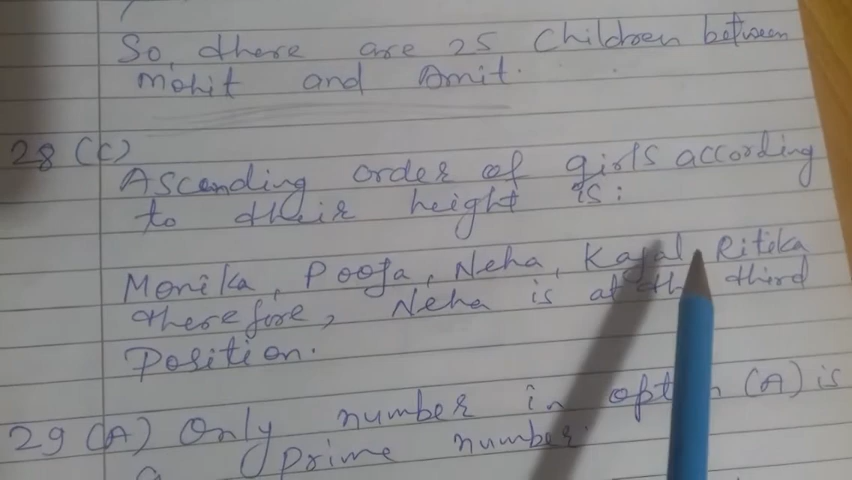 So, there are 25 Children between
Mohit and Amit.
28 (C)
Ascending order of girls according
to their height is:
Monika, Pooja, Neha, Kajal, Ritika
therefore, Neha is at the third
Position.
29 (A) Only number in option (A) is
a prime number.